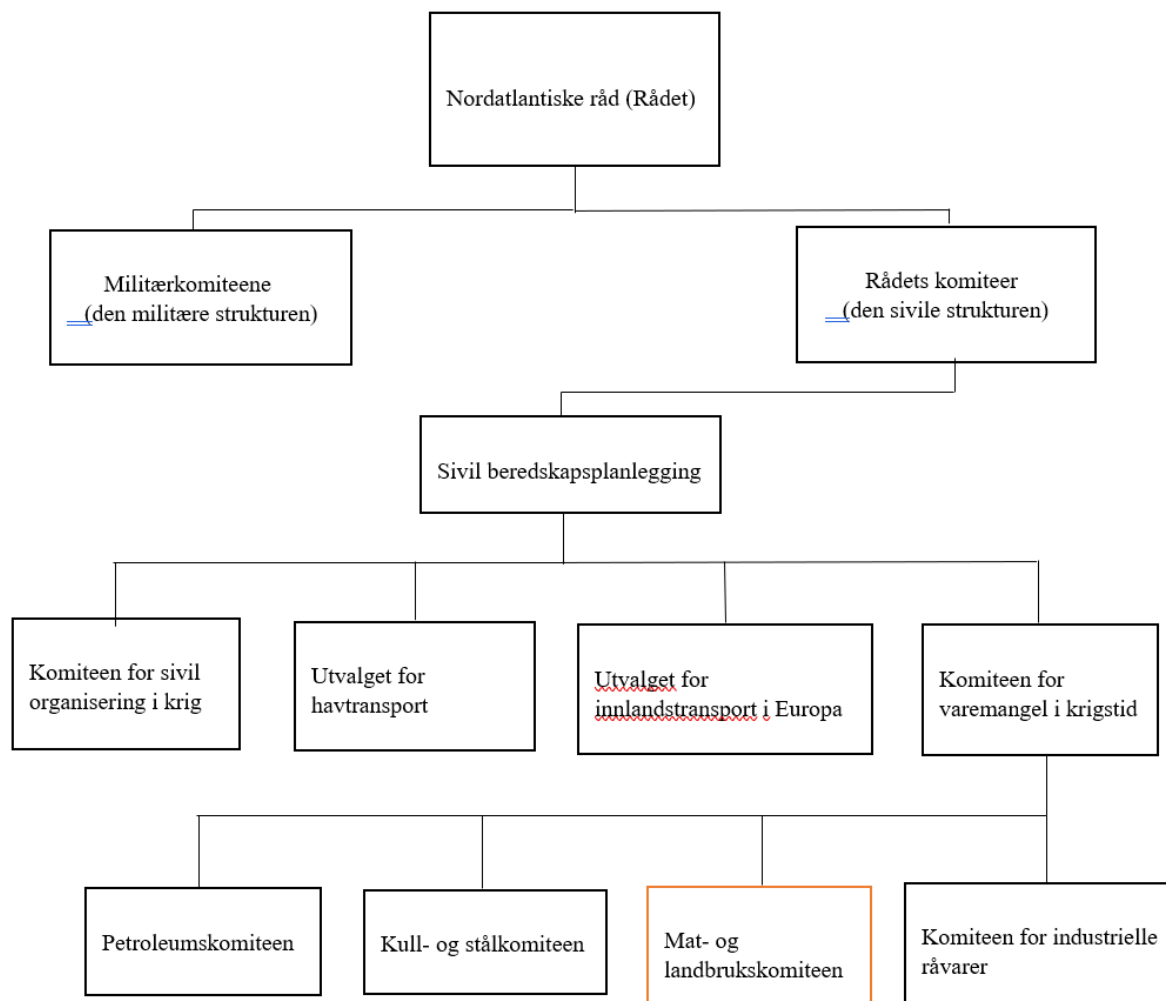 Nordatlantiske råd (Rådet)
Militærkomiteene
(den militære strukturen)
Rådets komiteer
(den sivile strukturen)
Sivil beredskapsplanlegging
Komiteen for sivil
organisering i krig
Utvalget for
havtransport
Utvalget for
innlandstransport i Europa
Komiteen for
varemangel i krigstid
Petroleumskomiteen
Kull- og stålkomiteen
Mat- og
landbrukskomiteen
Komiteen for industrielle
råvarer